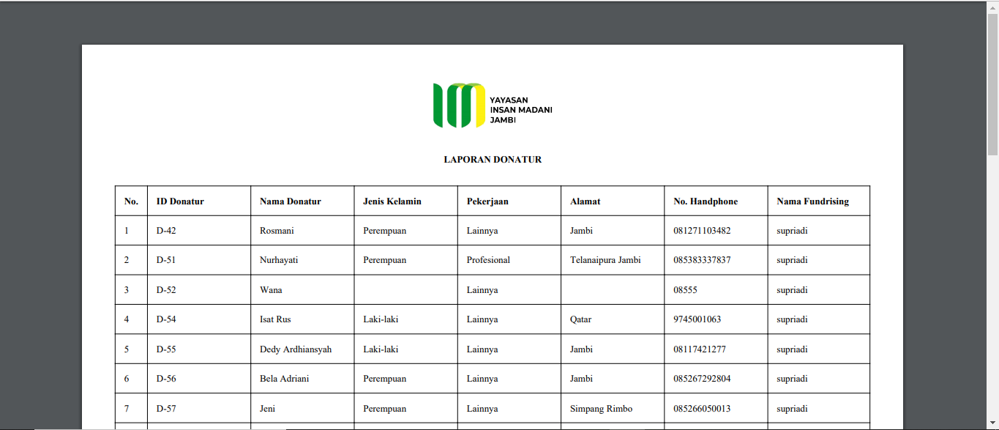 YAYASAN
INSAN MADANI
JAMBI
LAPORAN DONATUR
No. ID Donatur Nama Donatur Jenis Kelamin Pekerjaan Alamat No. Handphone Nama Fundrising
1 D-42 Rosmani Perempuan Lainnya Jambi 081271103482 supriadi
2 D-51 Nurhayati Perempuan Profesional Telanaipura Jambi 085383337837 supriadi
3 D-52 Wana Lainnya 08555 supriadi
4 D-54 Isat Rus Laki-laki Lainnya Qatar 9745001063 supriadi
5 D-55 Dedy Ardhiansyah Laki-laki Lainnya Jambi 08117421277 supriadi
6 D-56 Bela Adriani Perempuan Lainnya Jambi 085267292804 supriadi
7 D-57 Jeni Perempuan Lainnya Simpang Rimbo 085266050013 supriadi